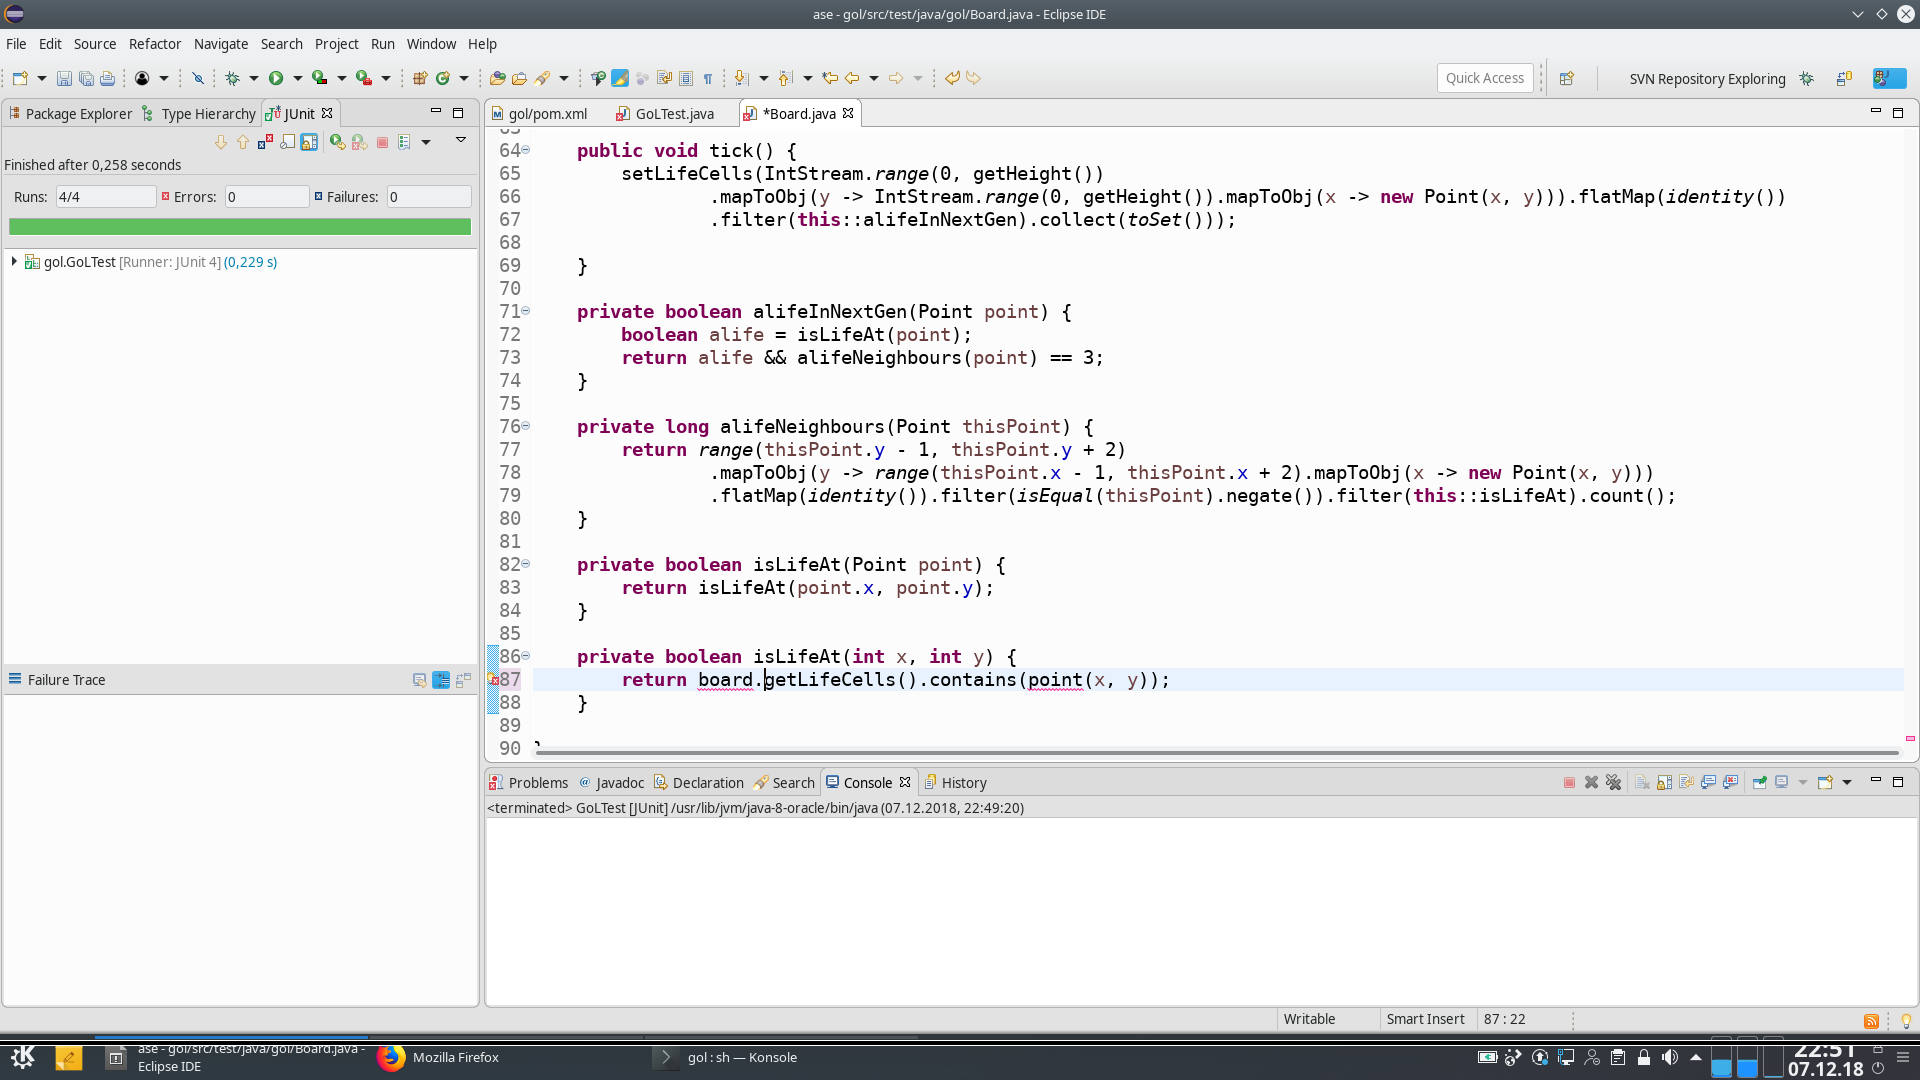 ase - gol/src/test/java/gol/Board.java - Eclipse IDE
File Edit Source Refactor Navigate Search Project Run Window Help
Quick Access
SVN Repository Exploring
Package Explorer Type Hierarchy JUnit
gol/pom.xml GoLTest.java *Board.java
Finished after 0,258 seconds
Runs: 4/4 Errors: 0 Failures: 0
gol.GoLTest [Runner: JUnit 4] (0,229 s)
Failure Trace
64 public void tick() {
65 setLifeCells(IntStream.range(0, getHeight())
66 .mapToObj(y -> IntStream.range(0, getHeight()).mapToObj(x -> new Point(x, y))).flatMap(identity())
67 .filter(this::alifeInNextGen).collect(toSet()));
68
69 }
70
71 private boolean alifeInNextGen(Point point) {
72 boolean alife = isLifeAt(point);
73 return alife && alifeNeighbours(point) == 3;
74 }
75
76 private long alifeNeighbours(Point thisPoint) {
77 return range(thisPoint.y - 1, thisPoint.y + 2)
78 .mapToObj(y -> range(thisPoint.x - 1, thisPoint.x + 2).mapToObj(x -> new Point(x, y)))
79 .flatMap(identity()).filter(isEqual(thisPoint).negate()).filter(this::isLifeAt).count();
80 }
81
82 private boolean isLifeAt(Point point) {
83 return isLifeAt(point.x, point.y);
84 }
85
86 private boolean isLifeAt(int x, int y) {
87 return board.getLifeCells().contains(point(x, y));
88 }
89
90
Problems Javadoc Declaration Search Console History
<terminated> GoLTest [JUnit] /usr/lib/jvm/java-8-oracle/bin/java (07.12.2018, 22:49:20)
Writable Smart Insert 87 : 22
ase - gol/src/test/java/gol/Board.java -
Eclipse IDE
Mozilla Firefox
gol : sh — Konsole
22:51
07.12.18